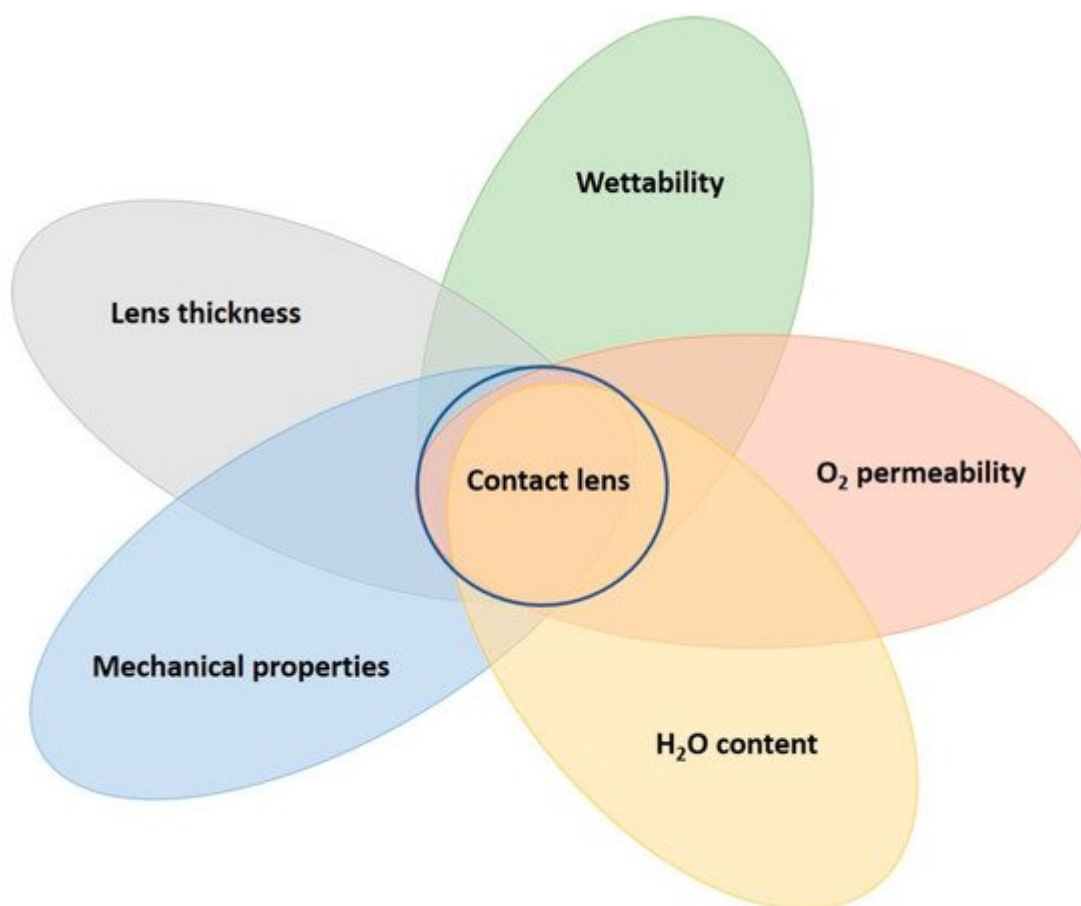 Wettability
Lens thickness
O₂ permeability
Contact lens
Mechanical properties
H₂O content